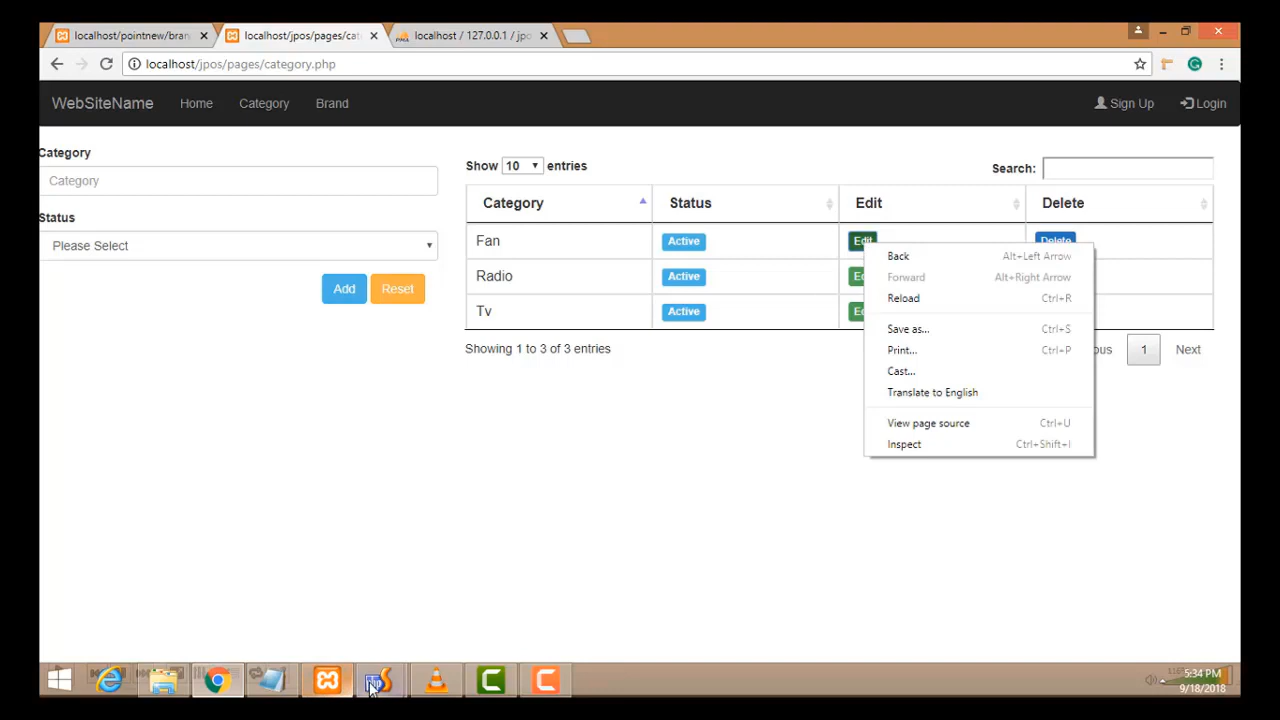 localhost/pointnew/bran
localhost/jpos/pages/cat
localhost / 127.0.0.1 / jpo
localhost/jpos/pages/category.php
WebSiteName Home Category Brand Sign Up Login
Category
Category
Status
Please Select
Add Reset
Show 10 entries
Search:
Category Status Edit Delete
Fan Active Edit Delete
Radio Active Ed
Tv Active Ed
Showing 1 to 3 of 3 entries
ous 1 Next
Back Alt+Left Arrow
Forward Alt+Right Arrow
Reload Ctrl+R
Save as... Ctrl+S
Print... Ctrl+P
Cast...
Translate to English
View page source Ctrl+U
Inspect Ctrl+Shift+I
5:34 PM
9/18/2018